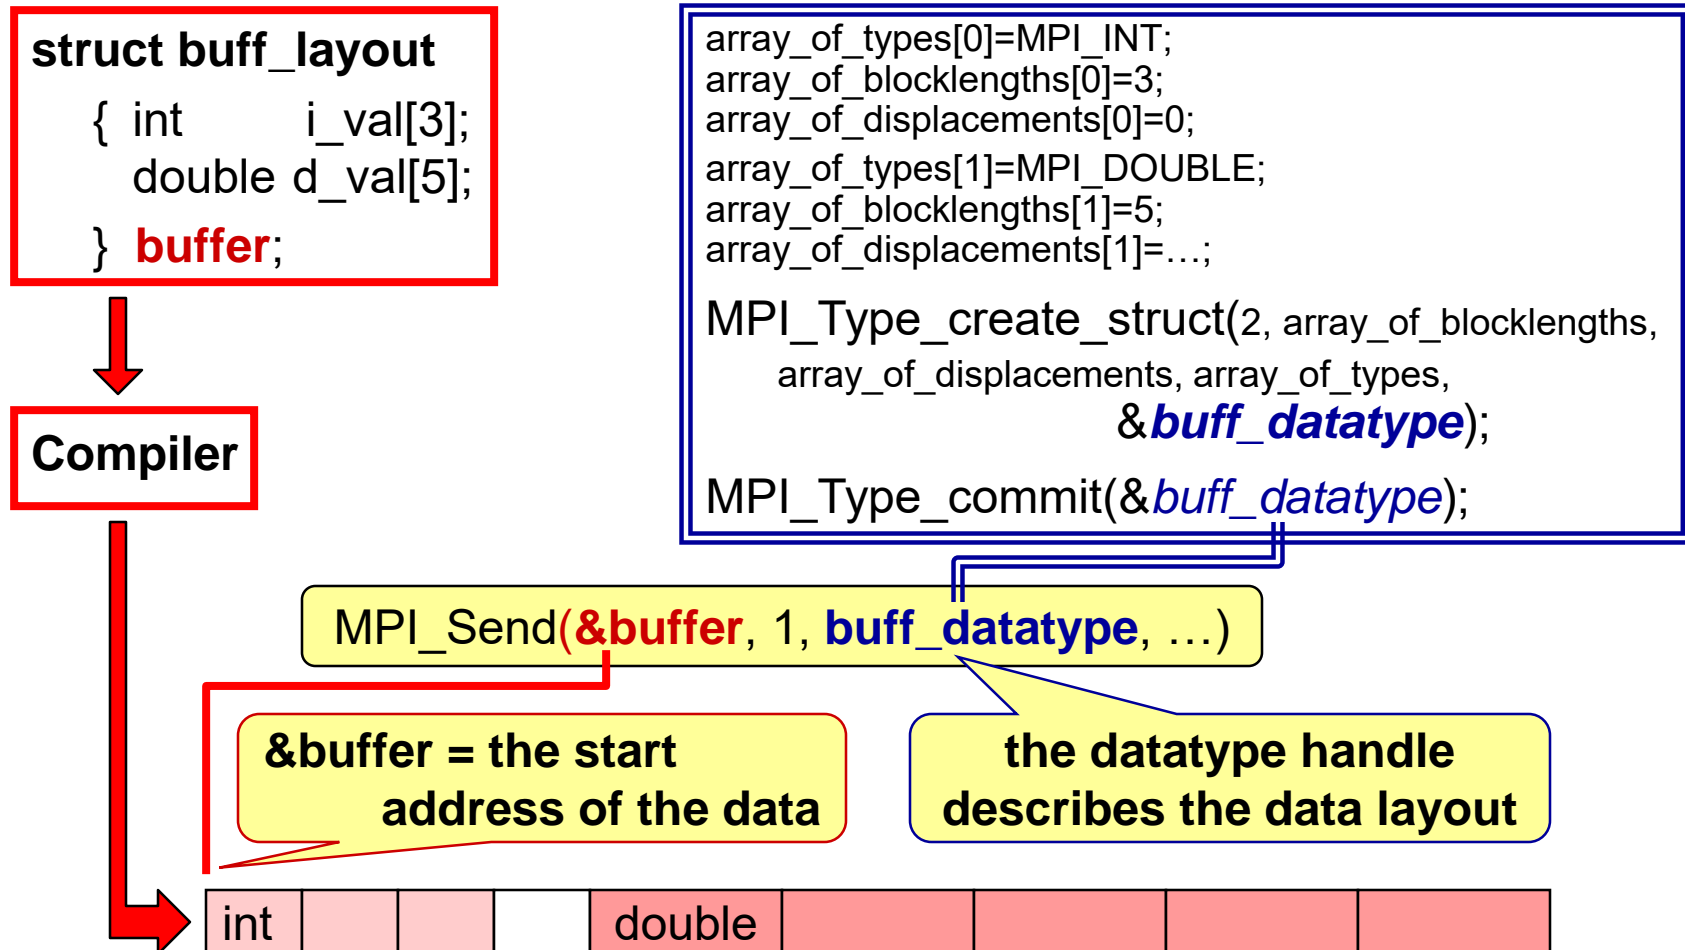 struct buff_layout
{ int i_val[3];
double d_val[5];
} buffer;
Compiler
array_of_types[0]=MPI_INT;
array_of_blocklengths[0]=3;
array_of_displacements[0]=0;
array_of_types[1]=MPI_DOUBLE;
array_of_blocklengths[1]=5;
array_of_displacements[1]=…;
MPI_Type_create_struct(2, array_of_blocklengths,
array_of_displacements, array_of_types,
&buff_datatype);
MPI_Type_commit(&buff_datatype);
MPI_Send(&buffer, 1, buff_datatype, …)
&buffer = the start
address of the data
the datatype handle
describes the data layout
int double